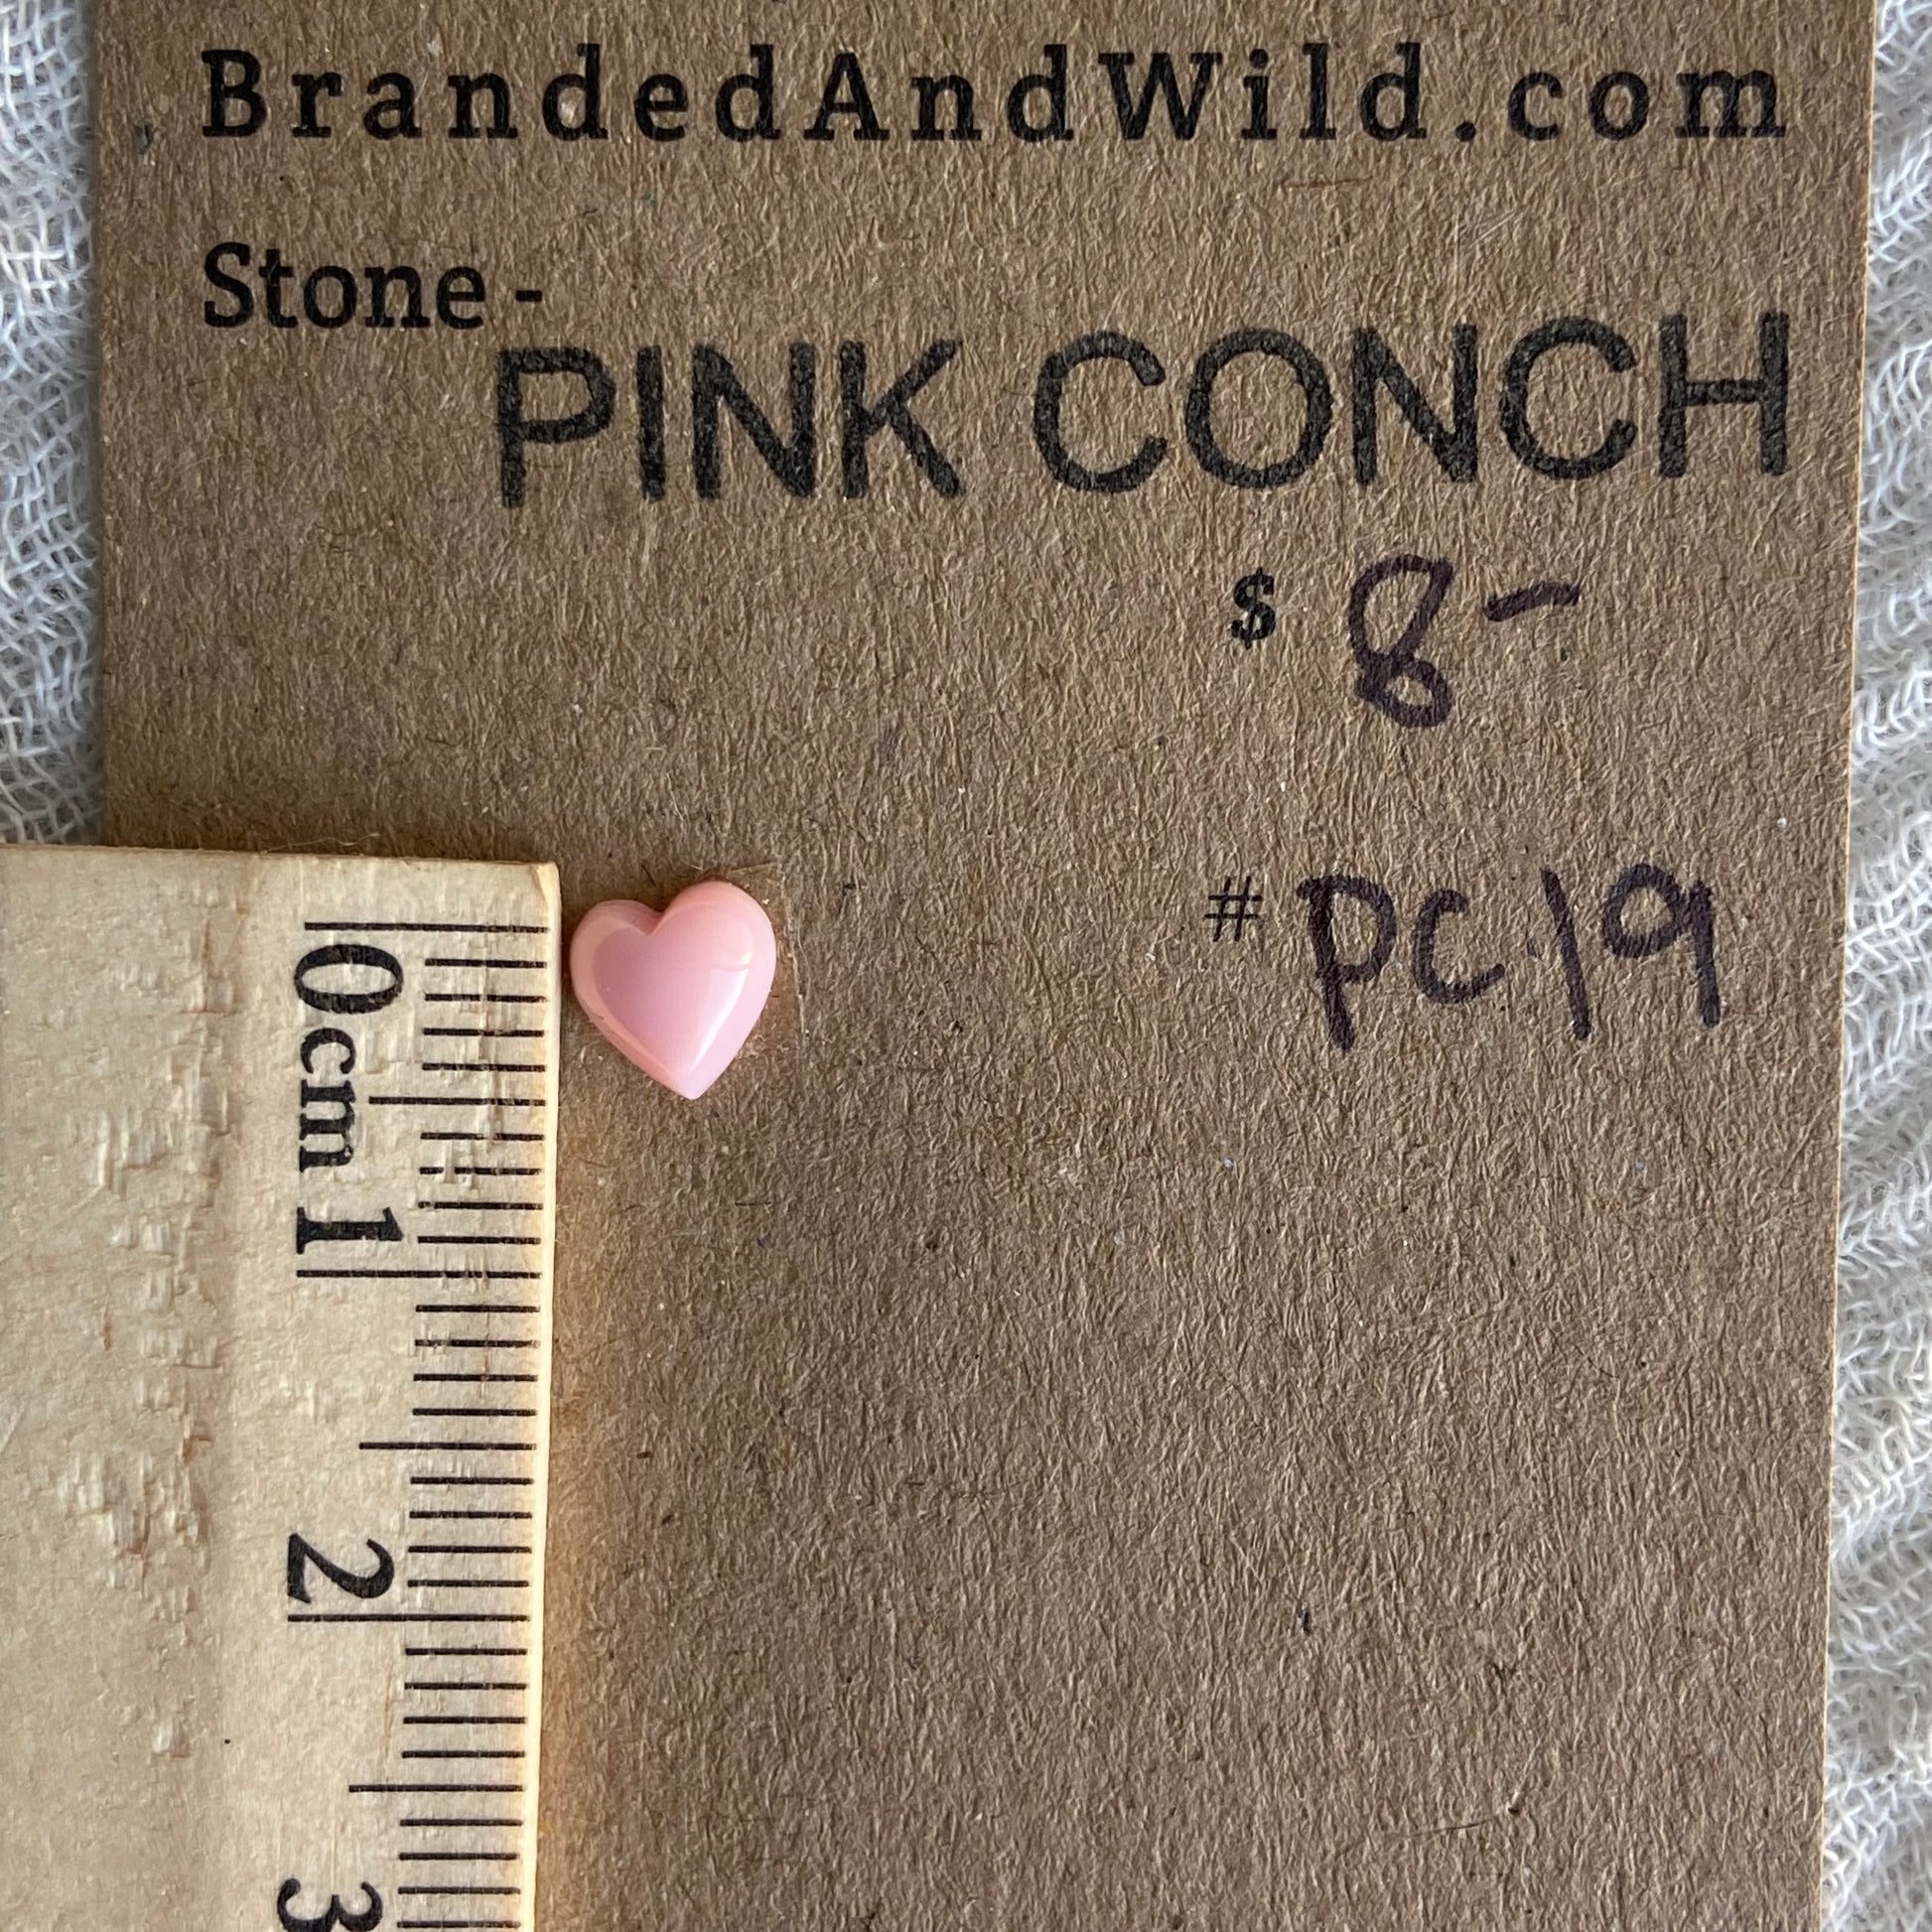 BrandedAndWild.com
Stone -
PINK CONCH
$ 8-
# PC19
0cm
1
2
3